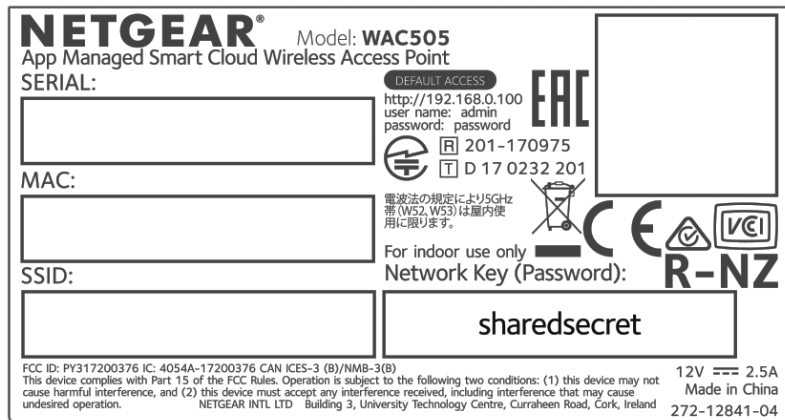 NETGEAR® Model: WAC505
App Managed Smart Cloud Wireless Access Point
SERIAL:
DEFAULT ACCESS
http://192.168.0.100
user name: admin
password: password
EAC
R 201-170975
T D 17 0232 201
MAC:
電波法の規定により5GHz
帯(W52, W53)は屋内使
用に限ります。
For indoor use only
CE
VCI
R-NZ
SSID:
Network Key (Password):
sharedsecret
FCC ID: PY317200376 IC: 4054A-17200376 CAN ICES-3 (B)/NMB-3(B)
This device complies with Part 15 of the FCC Rules. Operation is subject to the following two conditions: (1) this device may not
cause harmful interference, and (2) this device must accept any interference received, including interference that may cause
undesired operation. NETGEAR INTL LTD Building 3, University Technology Centre, Curraheen Road, Cork, Ireland
12V 2.5A
Made in China
272-12841-04